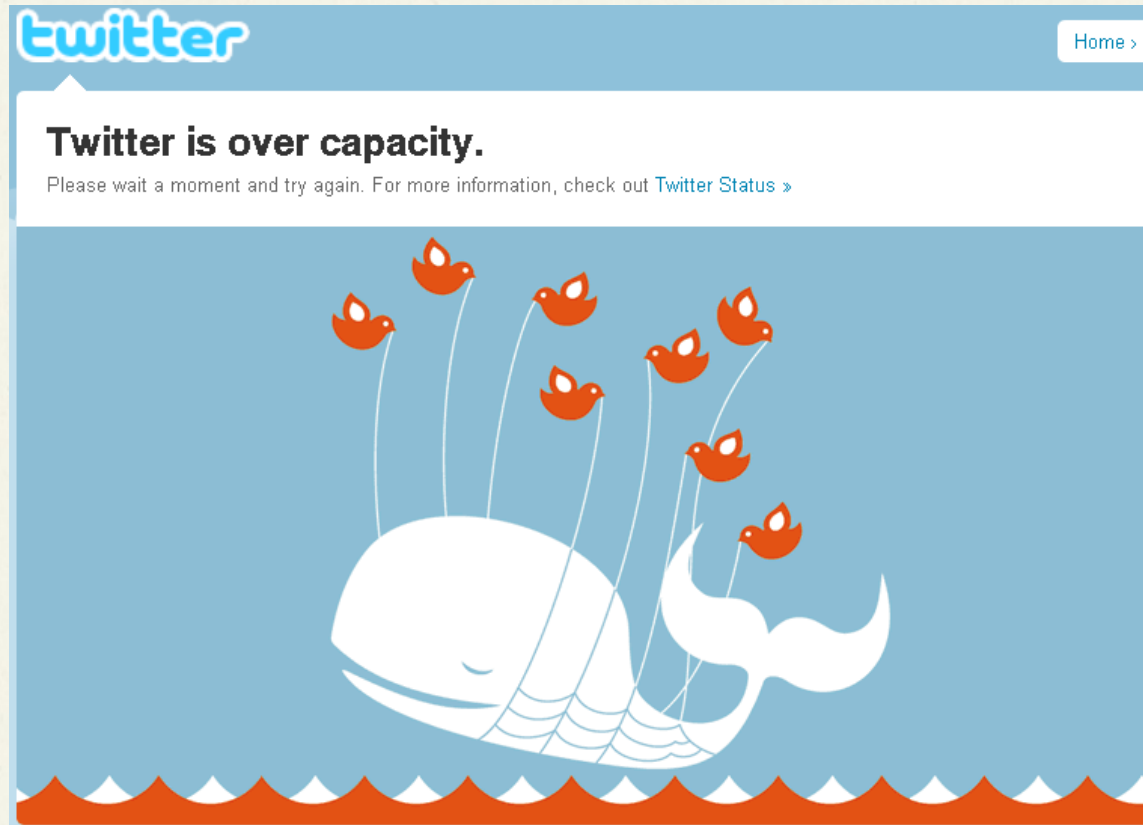 twitter
Home ›
Twitter is over capacity.
Please wait a moment and try again. For more information, check out Twitter Status »